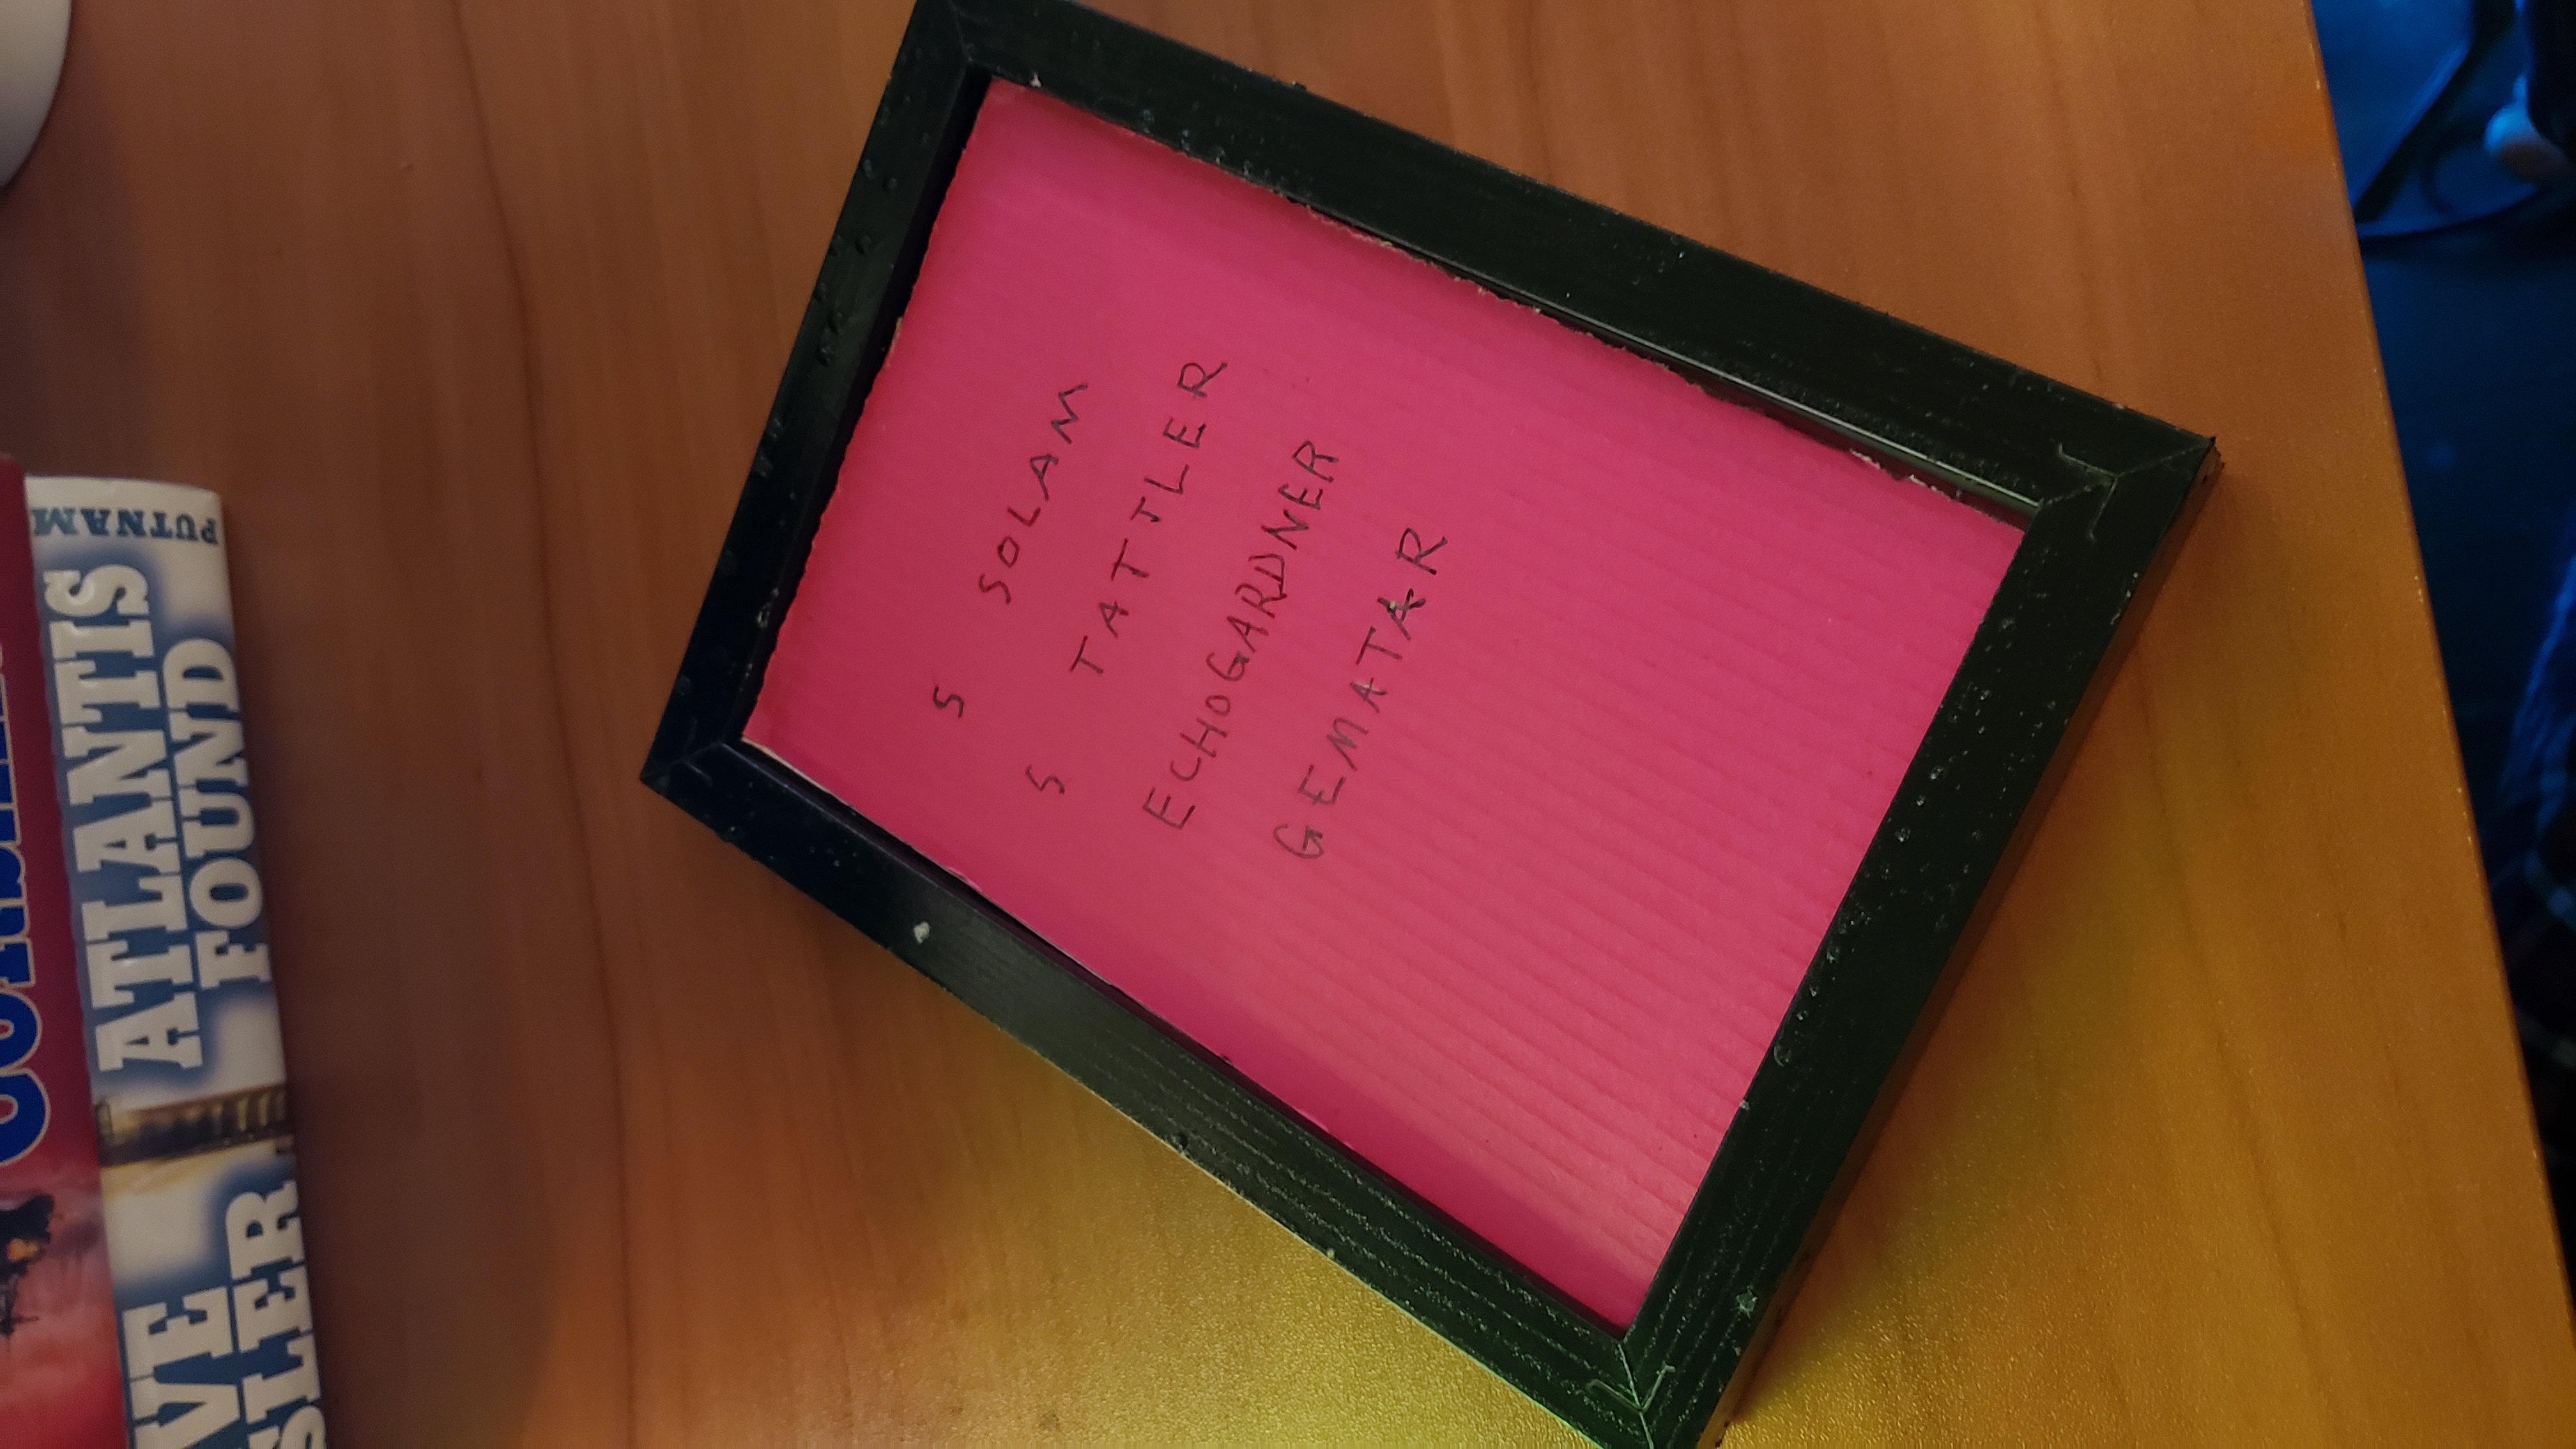 S SOLAM
S TATTLER
ECHOGARDNER
GEMATAR
PUTNAM
ATLANTIS
FOUND